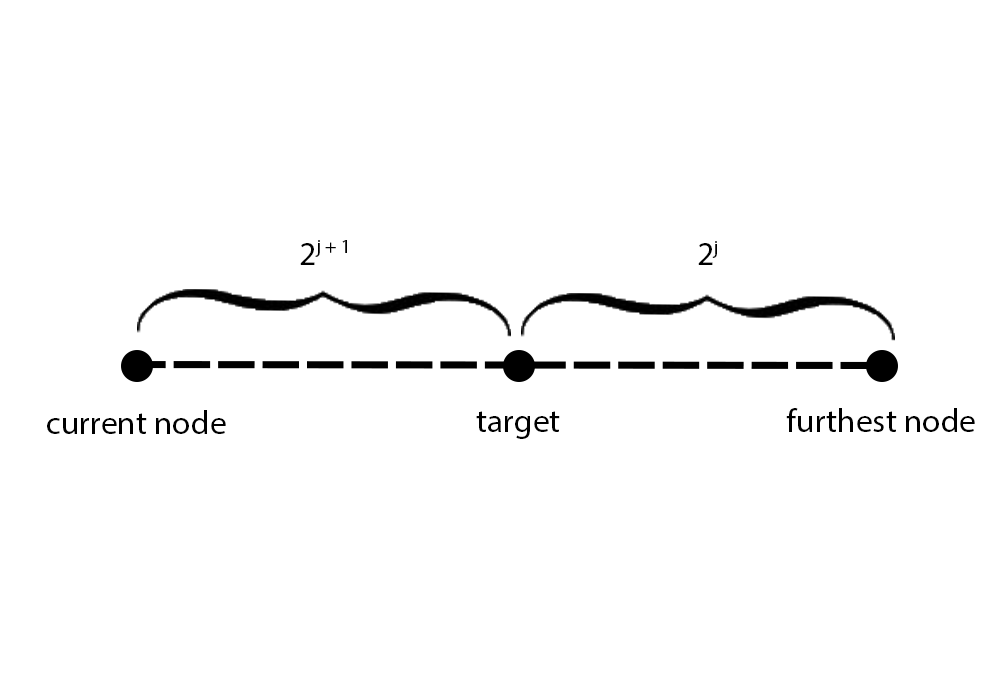 2^{j + 1} 2^{j}
current node target furthest node